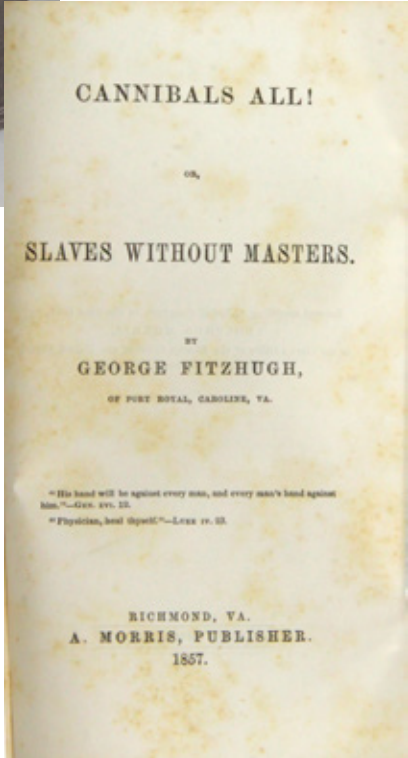 CANNIBALS ALL!
OR,
SLAVES WITHOUT MASTERS.
BY
GEORGE FITZHUGH,
OF PORT ROYAL, CAROLINE, VA.
"His hand will be against every man, and every man's hand against
him."—GEN. XVI. 12.
"Physician, heal thyself."—LUKE IV. 23.
RICHMOND, VA.
A. MORRIS, PUBLISHER.
1857.